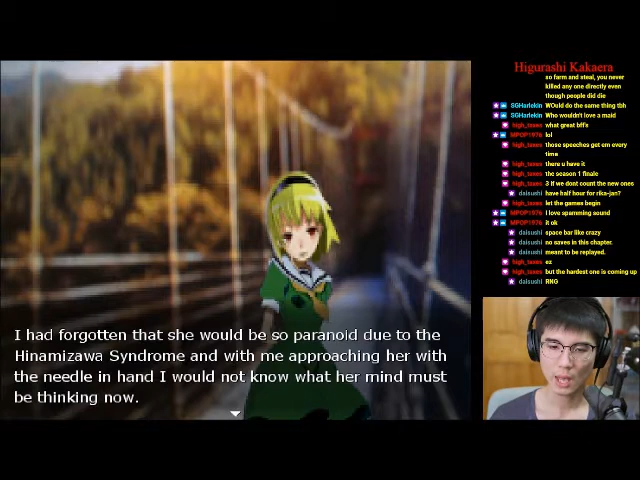 Higurashi Kakaera
so farm and steal, you never
killed any one directly even
though people did die
SGHarlekin WOuld do the same thing tbh
SGHarlekin Who wouldn't love a maid
high_taxes what great bff's
MPOP1976 lol
high_taxes those speeches get em every
time
high_taxes there u have it
high_taxes the season 1 finale
high_taxes 3 if we dont count the new ones
daisushi have half hour for rika-jan?
high_taxes let the games begin
MPOP1976 I love spamming sound
MPOP1976 it ok
daisushi space bar like crazy
daisushi no saves in this chapter.
daisushi meant to be replayed.
high_taxes ez
high_taxes but the hardest one is coming up
daisushi RNG
I had forgotten that she would be so paranoid due to the
Hinamizawa Syndrome and with me approaching her with
the needle in hand I would not know what her mind must
be thinking now.